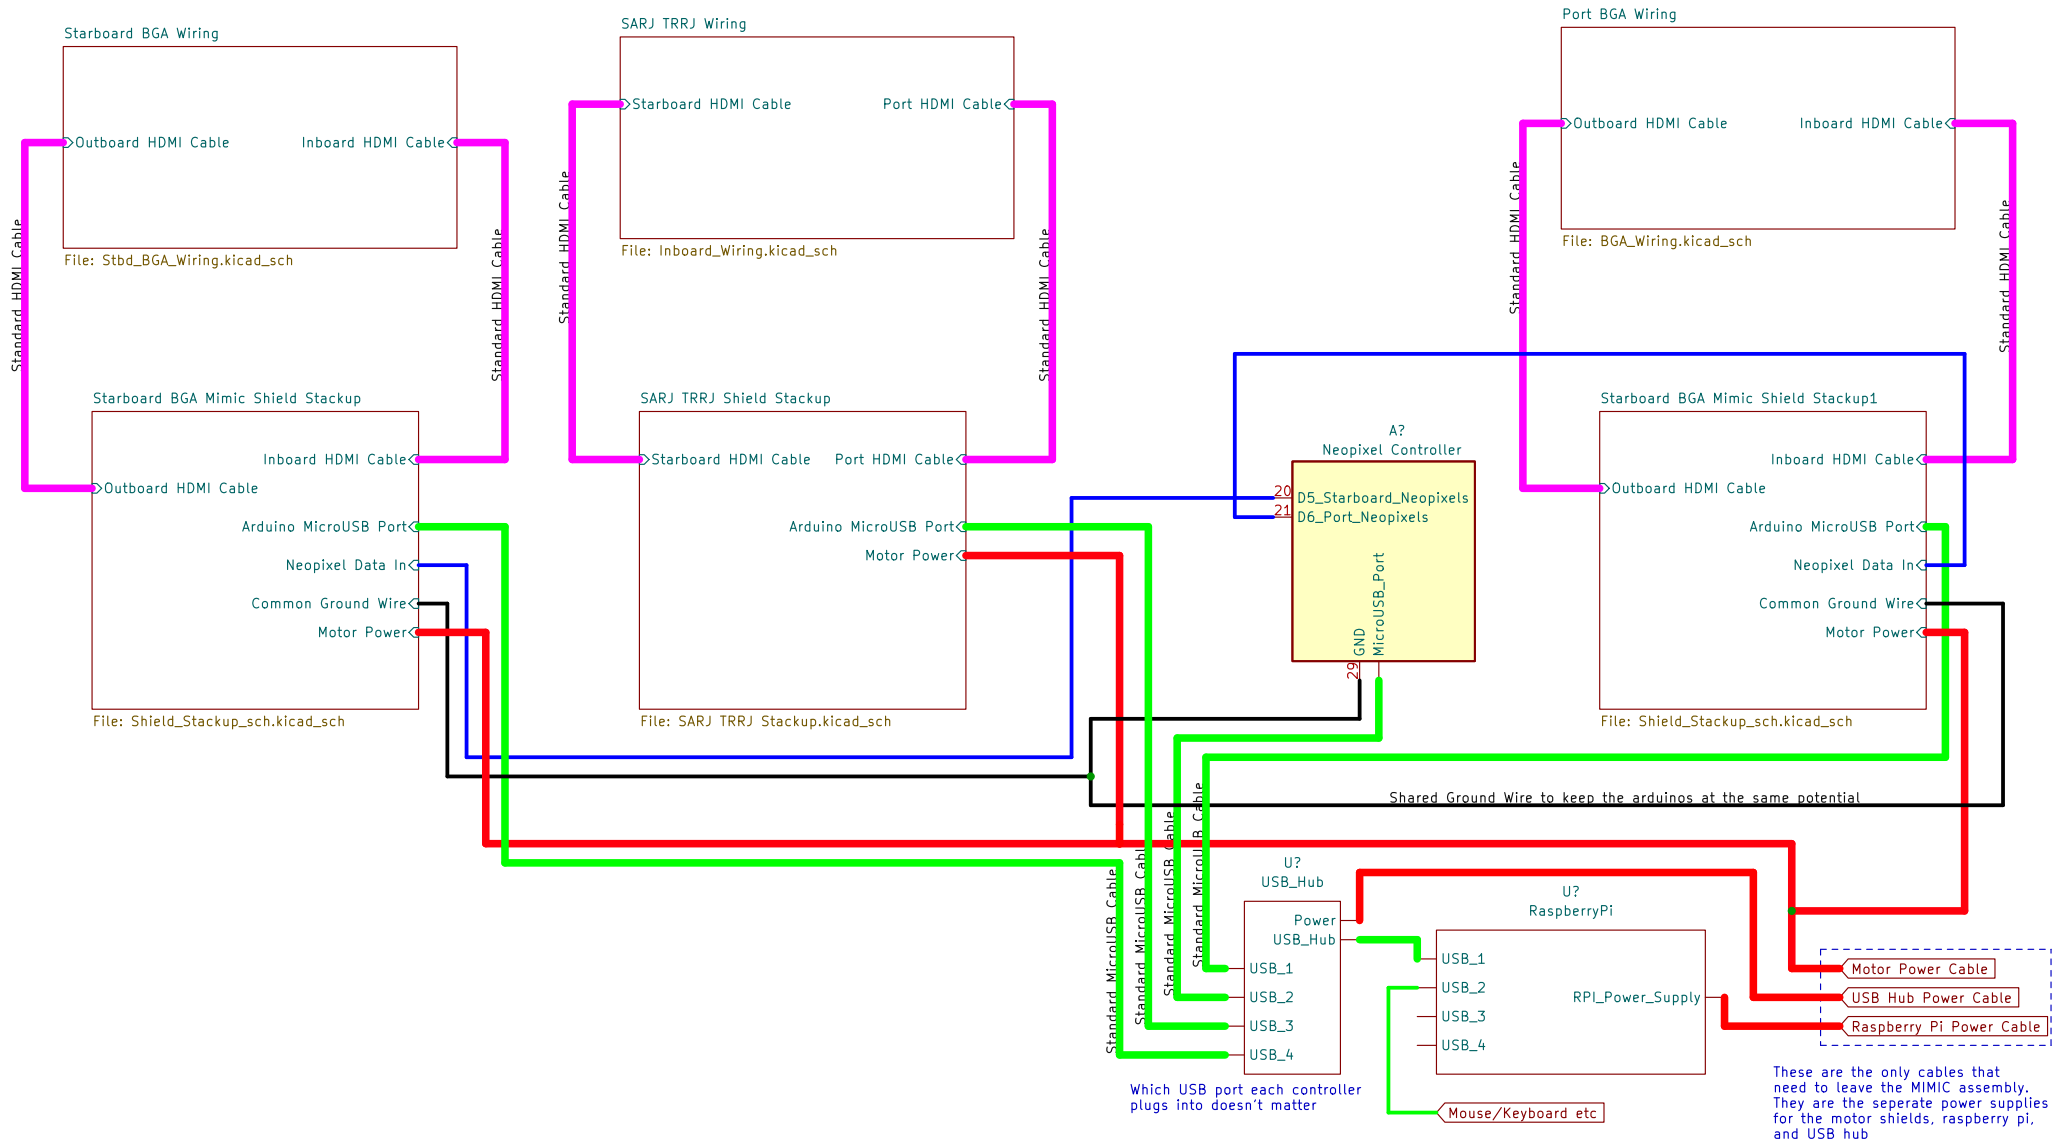 Starboard BGA Wiring
Outboard HDMI Cable
Inboard HDMI Cable
File: Stbd_BGA_Wiring.kicad_sch
Standard HDMI Cable
Standard HDMI Cable
SARJ TRRJ Wiring
Starboard HDMI Cable
Port HDMI Cable
File: Inboard_Wiring.kicad_sch
Standard HDMI Cable
Standard HDMI Cable
Port BGA Wiring
Outboard HDMI Cable
Inboard HDMI Cable
File: BGA_Wiring.kicad_sch
Standard HDMI Cable
Standard HDMI Cable
Starboard BGA Mimic Shield Stackup
Inboard HDMI Cable
Outboard HDMI Cable
Arduino MicroUSB Port
Neopixel Data In
Common Ground Wire
Motor Power
File: Shield_Stackup_sch.kicad_sch
SARJ TRRJ Shield Stackup
Starboard HDMI Cable
Port HDMI Cable
Arduino MicroUSB Port
Motor Power
File: SARJ TRRJ Stackup.kicad_sch
A?
Neopixel Controller
20
D5_Starboard_Neopixels
21
D6_Port_Neopixels
GND
MicroUSB_Port
29
Starboard BGA Mimic Shield Stackup1
Inboard HDMI Cable
Outboard HDMI Cable
Arduino MicroUSB Port
Neopixel Data In
Common Ground Wire
Motor Power
File: Shield_Stackup_sch.kicad_sch
Shared Ground Wire to keep the arduinos at the same potential
Standard MicroUSB Cable
Standard MicroUSB Cable
Standard MicroUSB Cable
Standard MicroUSB Cable
U?
USB_Hub
Power
USB_Hub
USB_1
USB_2
USB_3
USB_4
Which USB port each controller
plugs into doesn't matter
U?
RaspberryPi
USB_1
USB_2
USB_3
USB_4
RPI_Power_Supply
Mouse/Keyboard etc
Motor Power Cable
USB Hub Power Cable
Raspberry Pi Power Cable
These are the only cables that
need to leave the MIMIC assembly.
They are the seperate power supplies
for the motor shields, raspberry pi,
and USB hub